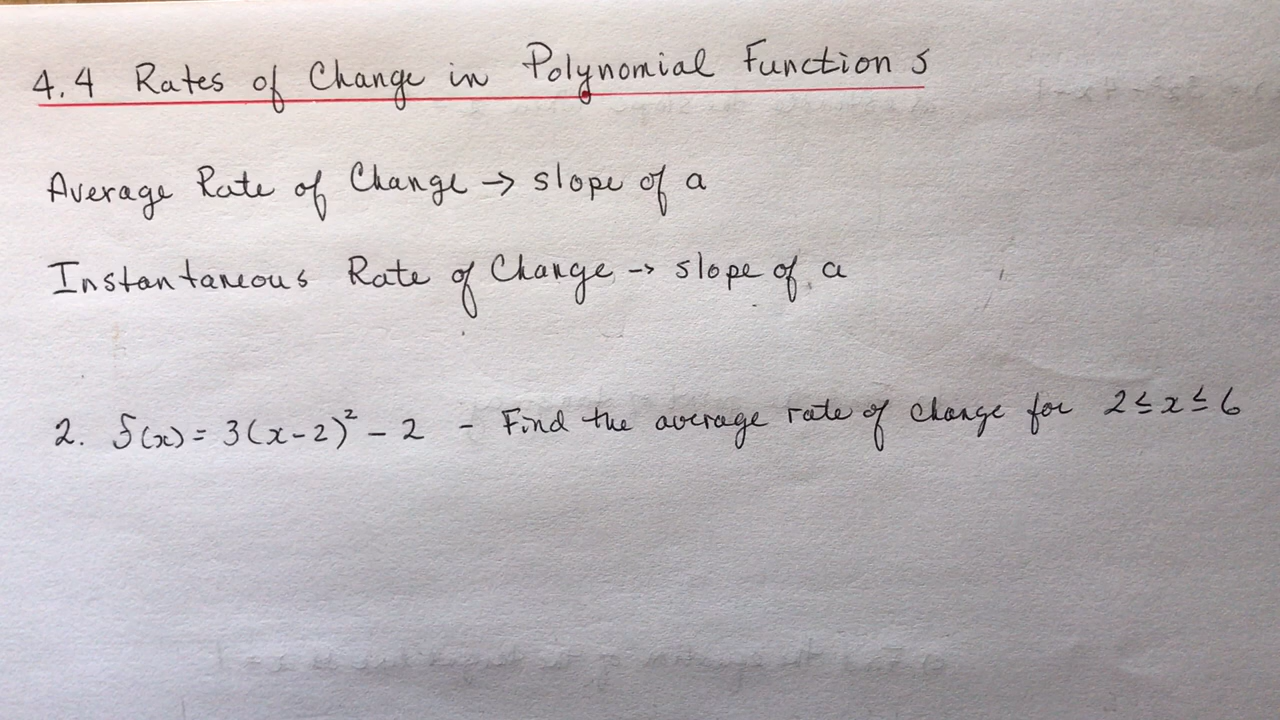 4.4 Rates of Change in Polynomial Functions
Average Rate of Change → slope of a
Instantaneous Rate of Change → slope of a
2. f(x) = 3(x-2)² - 2 - Find the average rate of change for 2 ≤ x ≤ 6